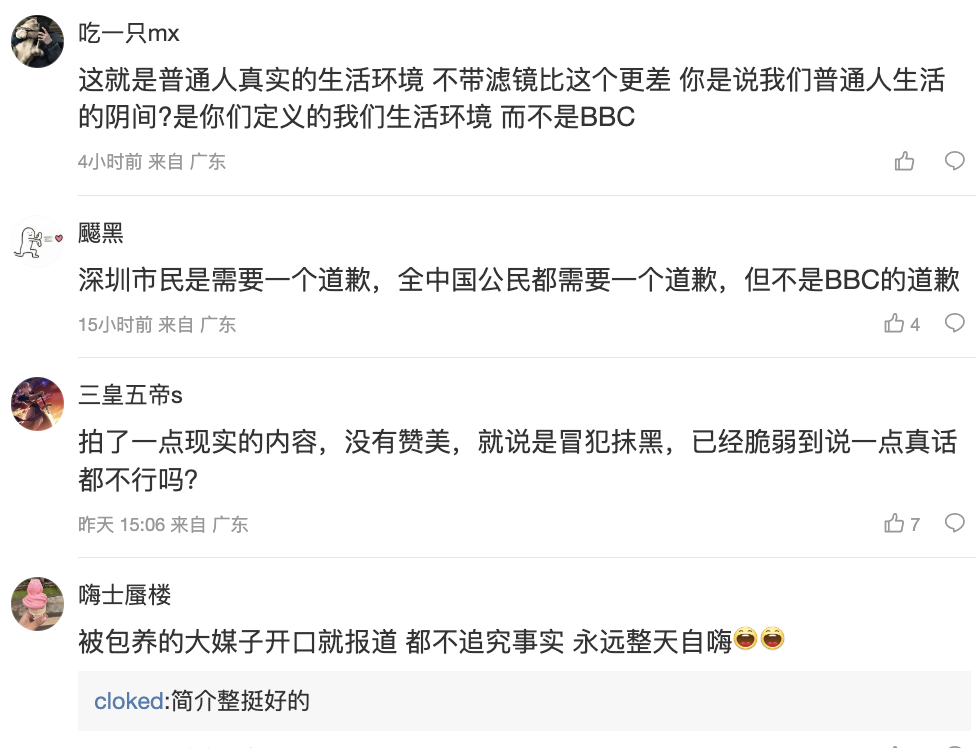 吃一只mx
这就是普通人真实的生活环境 不带滤镜比这个更差 你是说我们普通人生活
的阴间?是你们定义的我们生活环境 而不是BBC
4小时前 来自 广东
飋黑
深圳市民是需要一个道歉，全中国公民都需要一个道歉，但不是BBC的道歉
15小时前 来自 广东
4
三皇五帝s
拍了一点现实的内容，没有赞美，就说是冒犯抹黑，已经脆弱到说一点真话
都不行吗?
昨天 15:06 来自 广东
7
嗨士蜃楼
被包养的大媒子开口就报道 都不追究事实 永远整天自嗨
cloked:简介整挺好的